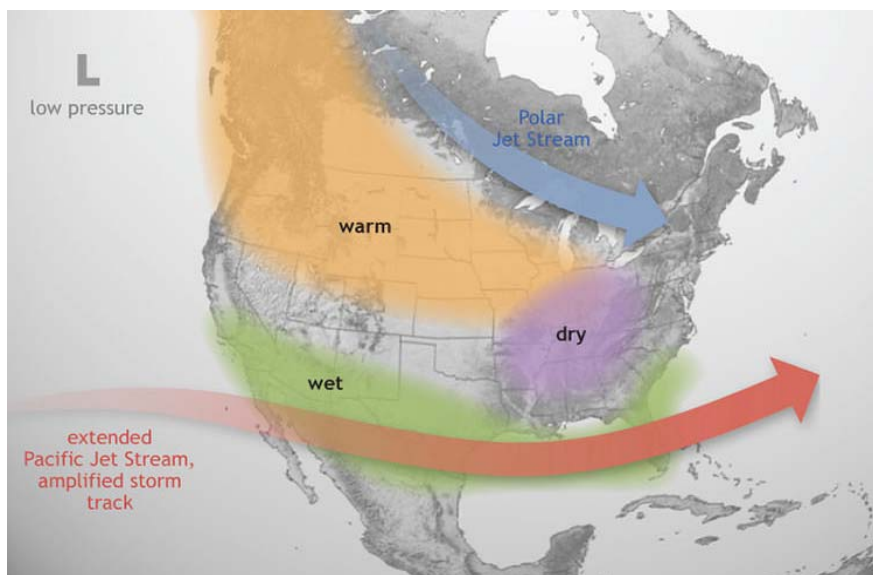 L
low pressure
Polar
Jet Stream
warm
dry
wet
extended
Pacific Jet Stream,
amplified storm
track